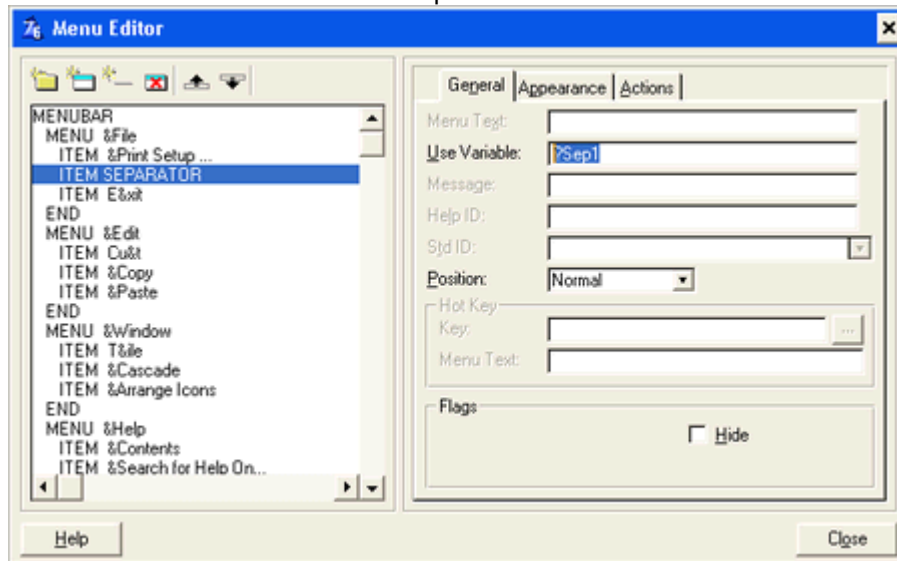 Menu Editor
MENUBAR
MENU &File
ITEM &Print Setup ...
ITEM SEPARATOR
ITEM E&xit
END
MENU &Edit
ITEM Cu&t
ITEM &Copy
ITEM &Paste
END
MENU &Window
ITEM T&ile
ITEM &Cascade
ITEM &Arrange Icons
END
MENU &Help
ITEM &Contents
ITEM &Search for Help On...
General Appearance Actions
Menu Text:
Use Variable: ?Sep1
Message:
Help ID:
Std ID:
Position: Normal
Hot Key
Key: ...
Menu Text:
Flags
Hide
Help
Close